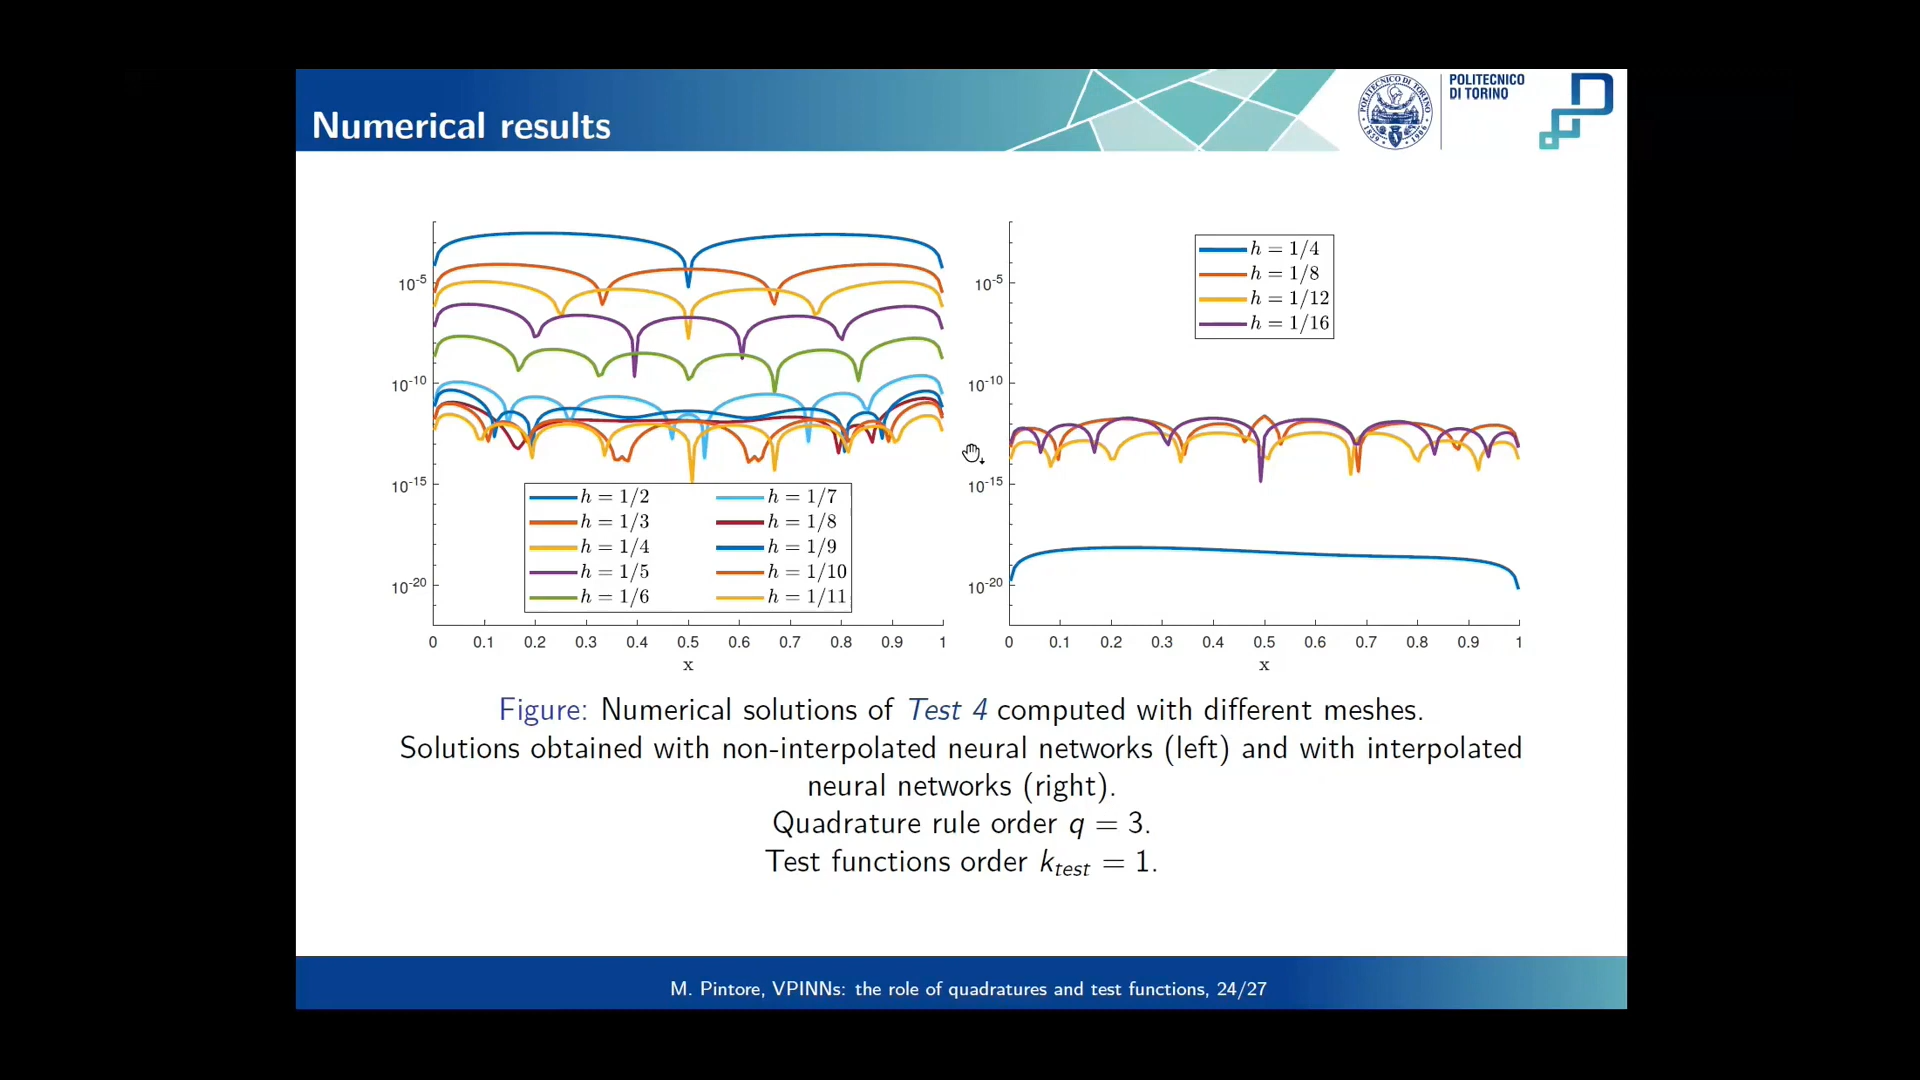 Numerical results
POLITECNICO
DI TORINO
POLITECNICO DI TORINO
1859 1906
10-5
10-10
10-15
10-20
h = 1/2
h = 1/3
h = 1/4
h = 1/5
h = 1/6
h = 1/7
h = 1/8
h = 1/9
h = 1/10
h = 1/11
0 0.1 0.2 0.3 0.4 0.5 0.6 0.7 0.8 0.9 1
x
10-5
10-10
10-15
10-20
h = 1/4
h = 1/8
h = 1/12
h = 1/16
0 0.1 0.2 0.3 0.4 0.5 0.6 0.7 0.8 0.9 1
x
Figure: Numerical solutions of Test 4 computed with different meshes.
Solutions obtained with non-interpolated neural networks (left) and with interpolated
neural networks (right).
Quadrature rule order q = 3.
Test functions order ktest = 1.
M. Pintore, VPINNs: the role of quadratures and test functions, 24/27